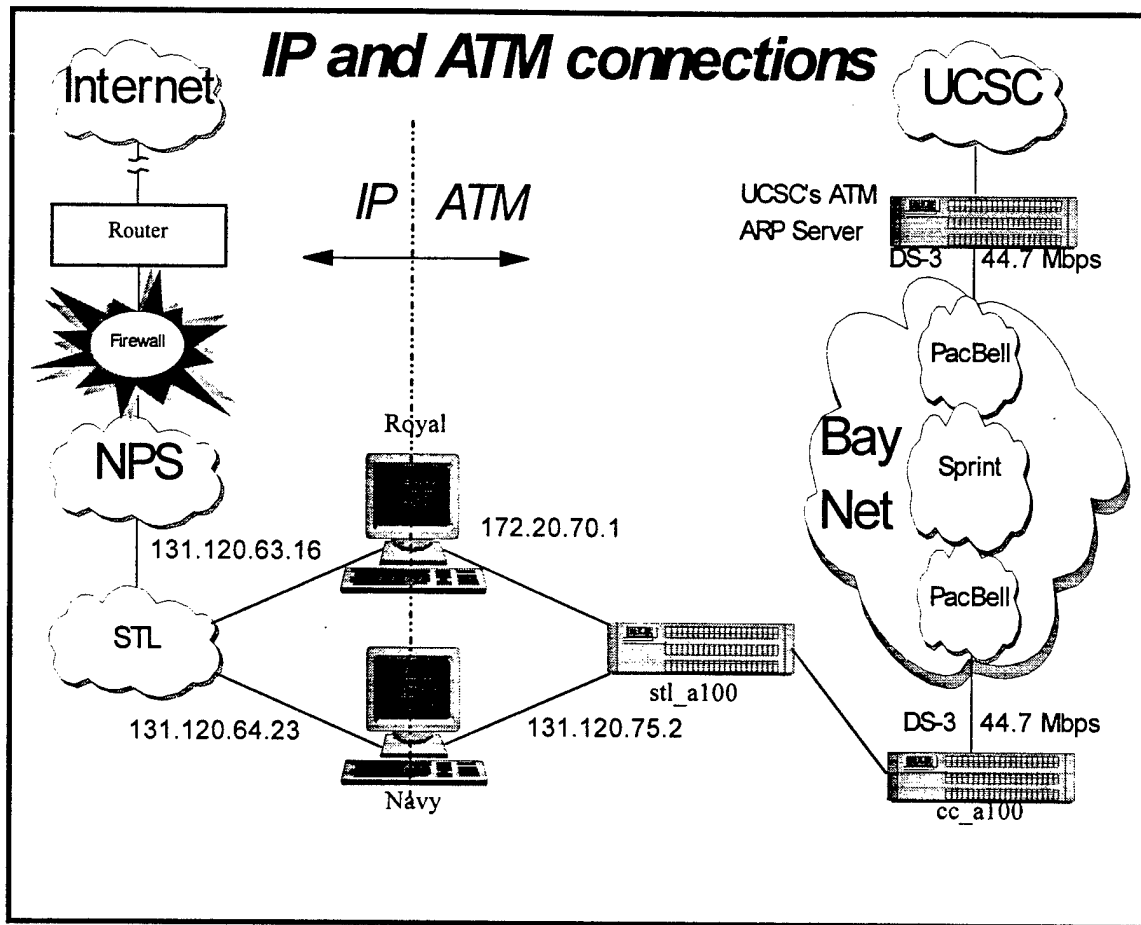 IP and ATM connections
Internet
UCSC
IP
ATM
UCSC's ATM
ARP Server
Router
DS-3
44.7 Mbps
Firewall
PacBell
Royal
NPS
Bay
Net
Sprint
172.20.70.1
131.120.63.16
PacBell
STL
stl_a100
131.120.64.23
131.120.75.2
DS-3
44.7 Mbps
Navy
cc_a100